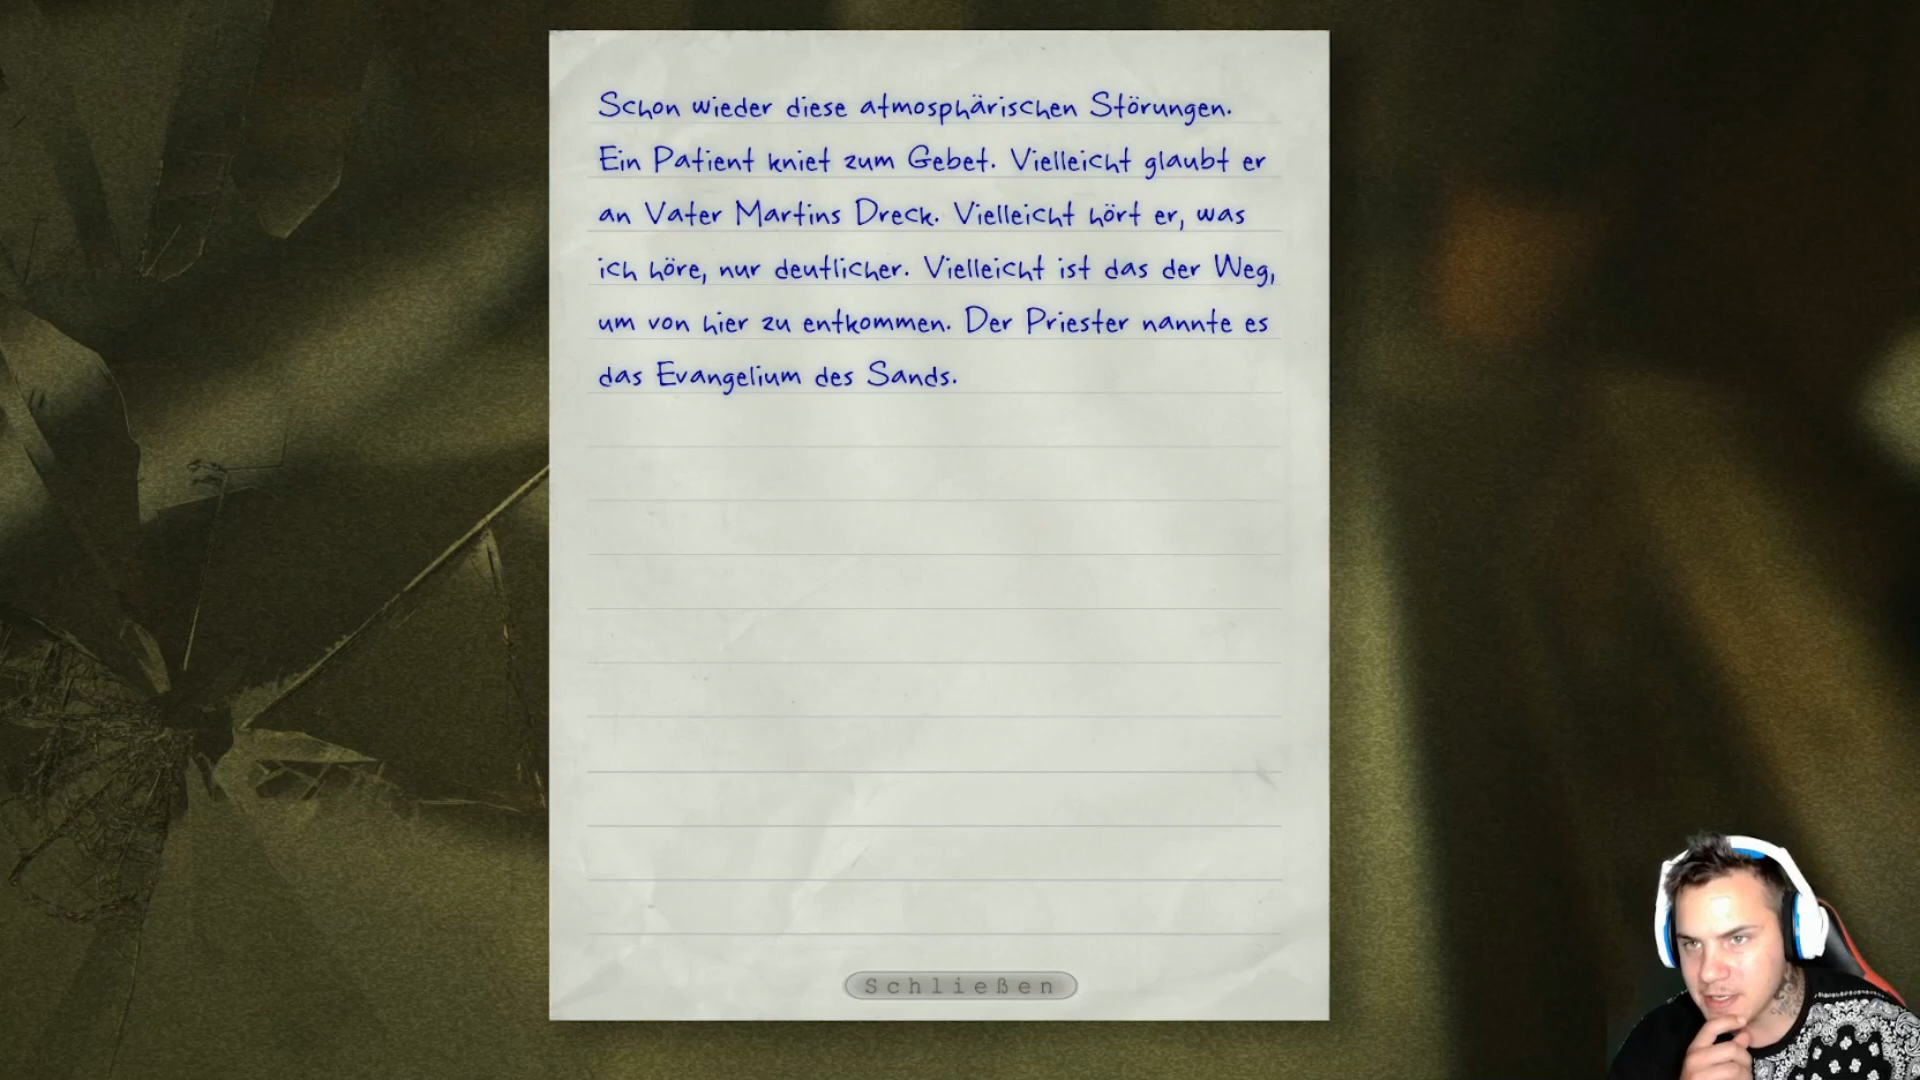 Schon wieder diese atmosphärischen Störungen.
Ein Patient kniet zum Gebet. Vielleicht glaubt er
an Vater Martins Dreck. Vielleicht hört er, was
ich höre, nur deutlicher. Vielleicht ist das der Weg,
um von hier zu entkommen. Der Priester nannte es
das Evangelium des Sands.
Schließen